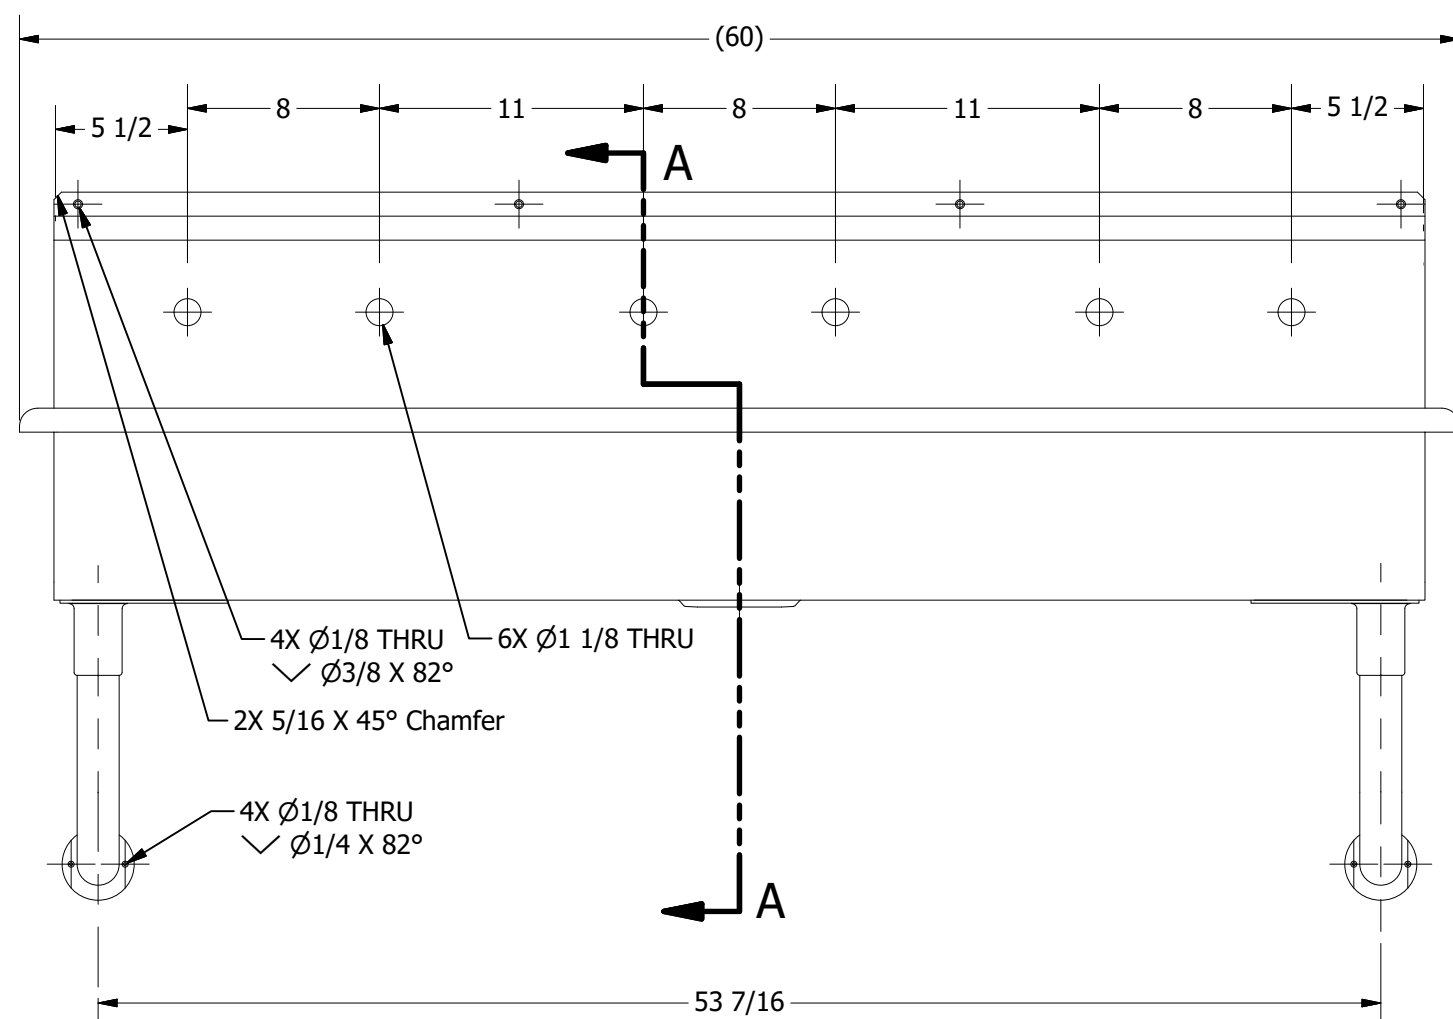 (60)
8
11
8
11
8
5 1/2
5 1/2
A
4X Ø1/8 THRU
⌵ Ø3/8 X 82°
6X Ø1 1/8 THRU
2X 5/16 X 45° Chamfer
4X Ø1/8 THRU
⌵ Ø1/4 X 82°
A
53 7/16